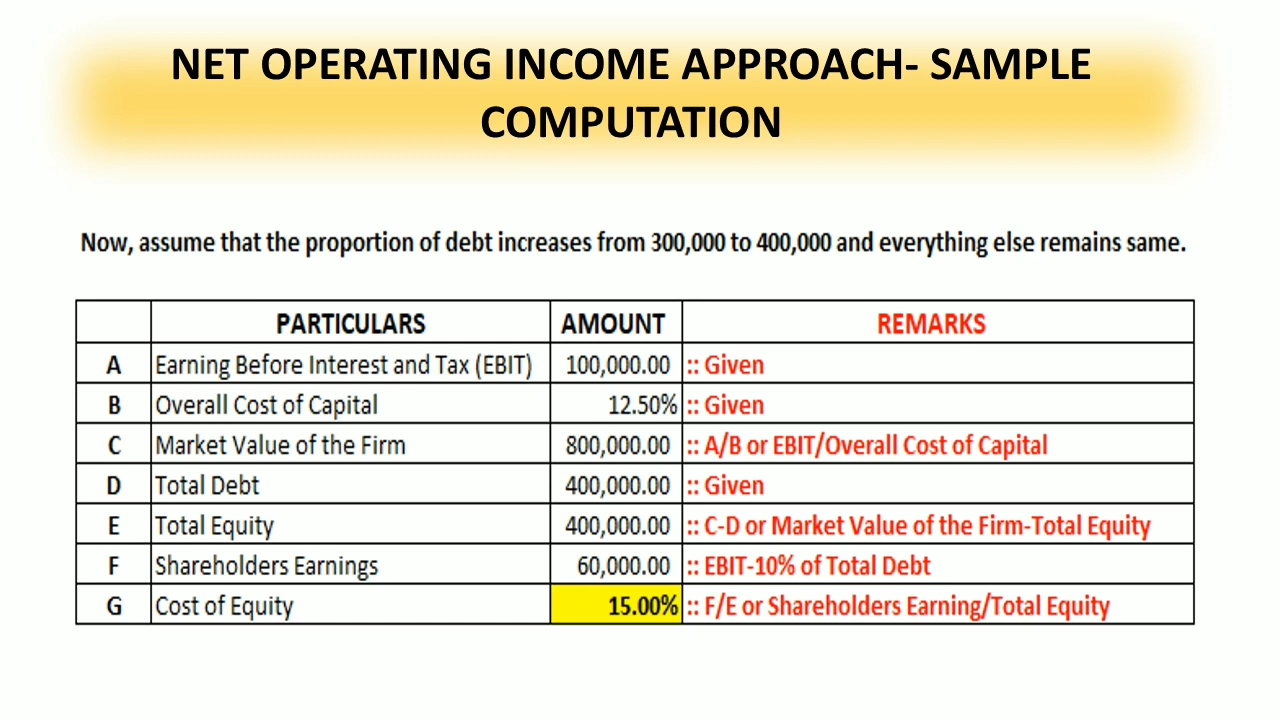 NET OPERATING INCOME APPROACH- SAMPLE
COMPUTATION
Now, assume that the proportion of debt increases from 300,000 to 400,000 and everything else remains same.
PARTICULARS AMOUNT REMARKS
A Earning Before Interest and Tax (EBIT) 100,000.00 :: Given
B Overall Cost of Capital 12.50% :: Given
C Market Value of the Firm 800,000.00 :: A/B or EBIT/Overall Cost of Capital
D Total Debt 400,000.00 :: Given
E Total Equity 400,000.00 :: C-D or Market Value of the Firm-Total Equity
F Shareholders Earnings 60,000.00 :: EBIT-10% of Total Debt
G Cost of Equity 15.00% :: F/E or Shareholders Earning/Total Equity